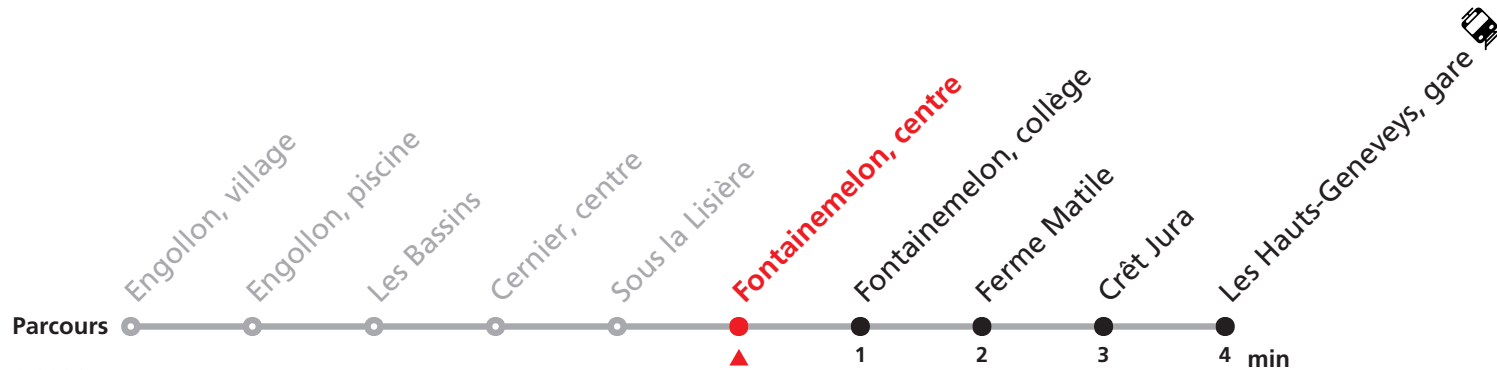 Engollon, village
Engollon, piscine
Les Bassins
Cernier, centre
Sous la Lisière
Fontainemelon, centre
Fontainemelon, collège
Ferme Matile
Crêt Jura
Les Hauts-Geneveys, gare
Parcours
1 2 3 4 min